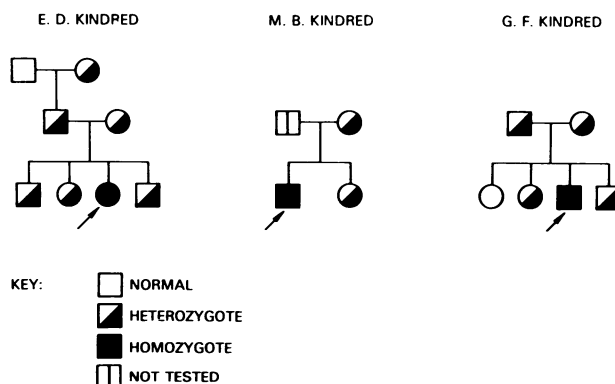 E. D. KINDRED
M. B. KINDRED
G. F. KINDRED
KEY:
NORMAL
HETEROZYGOTE
HOMOZYGOTE
NOT TESTED